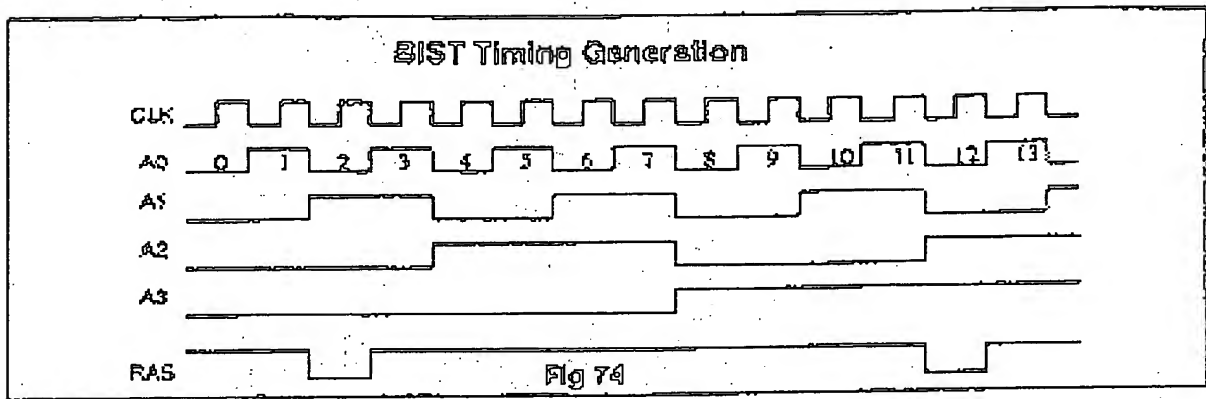 BIST Timing Generation
CLK
A0 0 1 2 3 4 5 6 7 8 9 10 11 12 13
A1
A2
A3
RAS
Fig 74